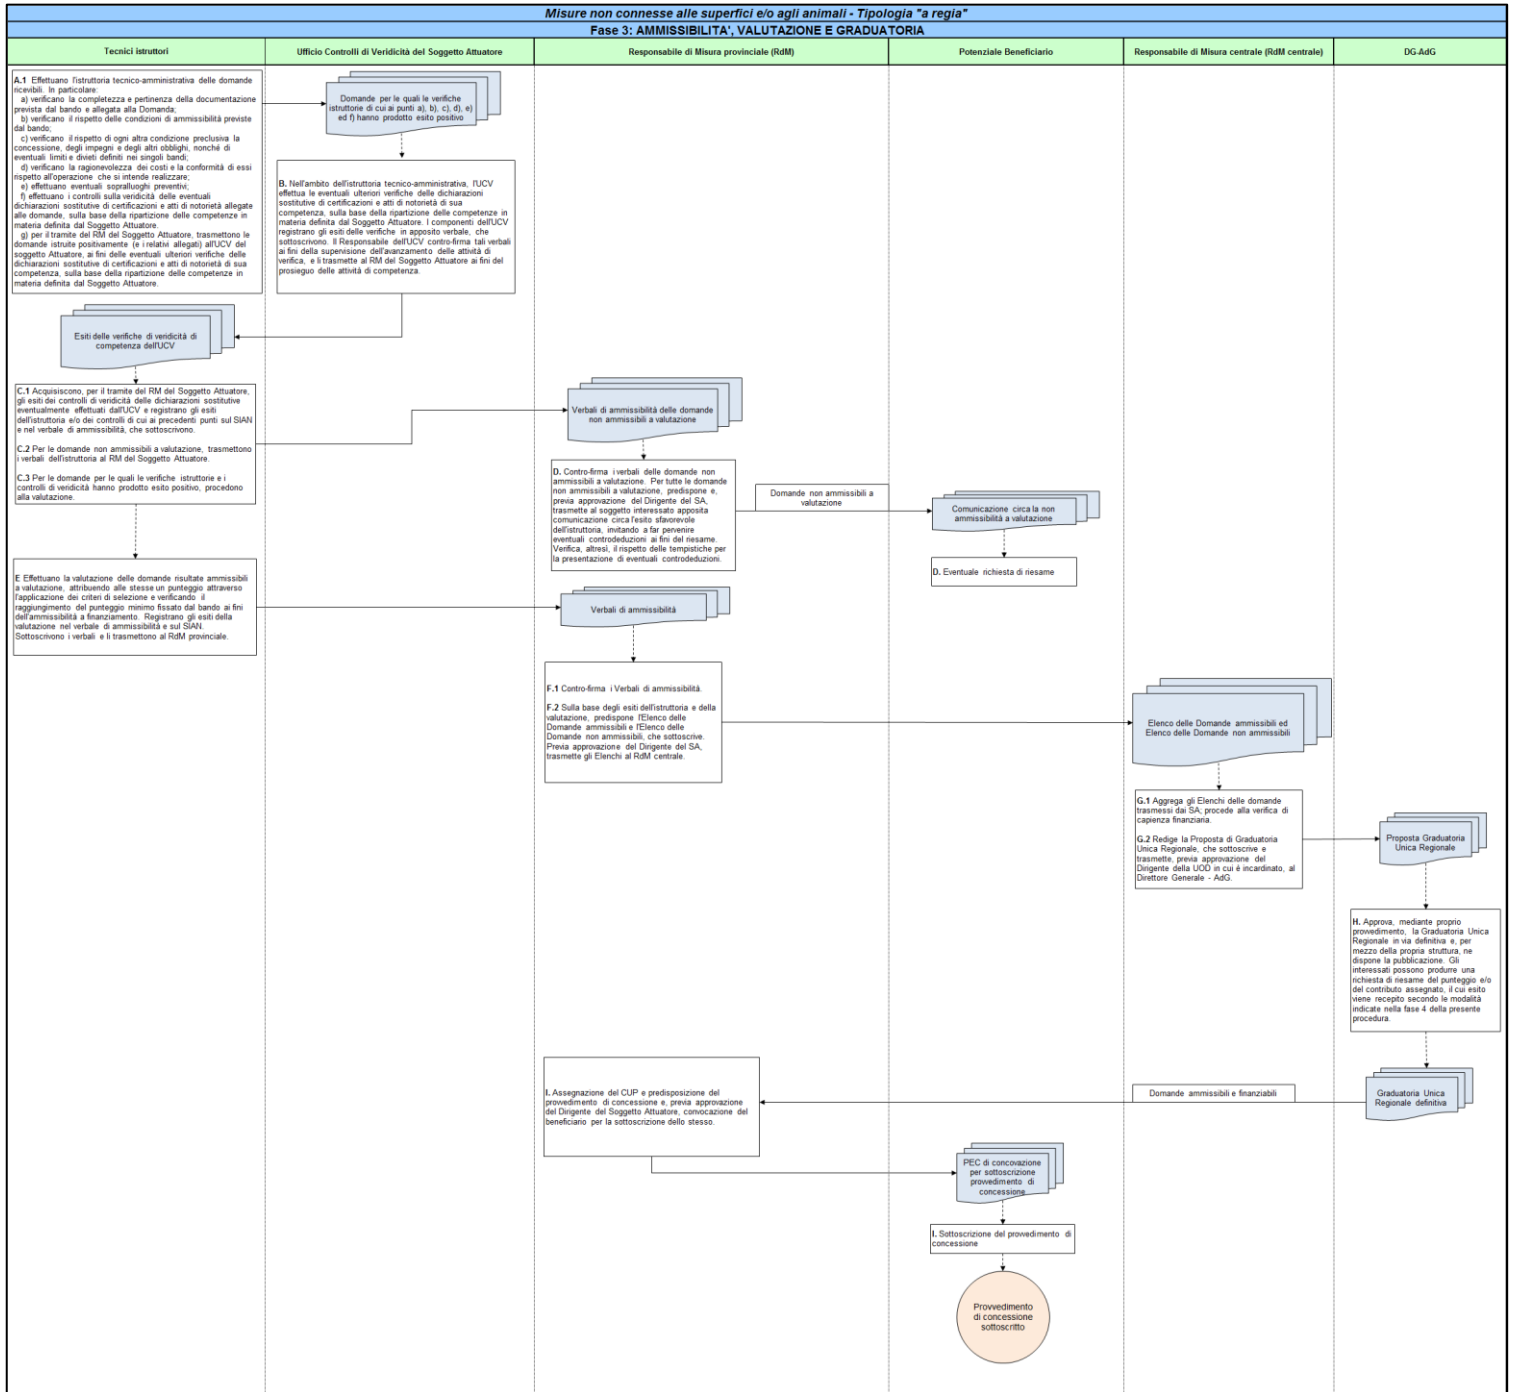 Misure non connesse alle superfici e/o agli animali - Tipologia "a regia"
Fase 3: AMMISSIBILITA', VALUTAZIONE E GRADUATORIA
Tecnici istruttori
Ufficio Controlli di Veridicità del Soggetto Attuatore
Responsabile di Misura provinciale (RdM)
Potenziale Beneficiario
Responsabile di Misura centrale (RdM centrale)
DG-AdG
A.1 Effettuano l'istruttoria tecnico-amministrativa delle domande
ricevibili. In particolare:
a) verificano la completezza e pertinenza della documentazione
prevista dal bando e allegata alla Domanda;
b) verificano il rispetto delle condizioni di ammissibilità previste
dal bando;
c) verificano il rispetto di ogni altra condizione preclusiva la
concessione, degli impegni e degli altri obblighi, nonché di
eventuali limiti e divieti definiti nei singoli bandi;
d) verificano la ragionevolezza dei costi e la conformità di essi
rispetto all'operazione che si intende realizzare;
e) effettuano eventuali sopralluoghi preventivi;
f) effettuano i controlli sulla veridicità delle eventuali
dichiarazioni sostitutive di certificazioni e atti di notorietà allegate
alle domande, sulla base della ripartizione delle competenze in
materia definita dal Soggetto Attuatore.
g) per il tramite del RM del Soggetto Attuatore, trasmettono le
domande istruite positivamente (e i relativi allegati) all'UCV del
soggetto Attuatore, ai fini delle eventuali ulteriori verifiche delle
dichiarazioni sostitutive di certificazioni e atti di notorietà di sua
competenza, sulla base della ripartizione delle competenze in
materia definita dal Soggetto Attuatore.
Domande per le quali le verifiche
istruttorie di cui ai punti a), b), c), d), e)
ed f) hanno prodotto esito positivo
B. Nell'ambito dell'istruttoria tecnico-amministrativa, l'UCV
effettua le eventuali ulteriori verifiche delle dichiarazioni
sostitutive di certificazioni e atti di notorietà di sua
competenza, sulla base della ripartizione delle competenze in
materia definita dal Soggetto Attuatore. I componenti dell'UCV
registrano gli esiti delle verifiche in apposito verbale, che
sottoscrivono. Il Responsabile dell'UCV contro-firma tali verbali
ai fini della supervisione dell'avanzamento delle attività di
verifica, e li trasmette al RM del Soggetto Attuatore ai fini del
prosieguo delle attività di competenza.
Esiti delle verifiche di veridicità di
competenza dell'UCV
C.1 Acquisiscono, per il tramite del RM del Soggetto Attuatore,
gli esiti dei controlli di veridicità delle dichiarazioni sostitutive
eventualmente effettuati dall'UCV e registrano gli esiti
dell'istruttoria e/o dei controlli di cui ai precedenti punti sul SIAN
e nel verbale di ammissibilità, che sottoscrivono.
C.2 Per le domande non ammissibili a valutazione, trasmettono
i verbali dell'istruttoria al RM del Soggetto Attuatore.
C.3 Per le domande per le quali le verifiche istruttorie e i
controlli di veridicità hanno prodotto esito positivo, procedono
alla valutazione.
Verbali di ammissibilità delle domande
non ammissibili a valutazione
D. Contro-firma i verbali delle domande non
ammissibili a valutazione. Per tutte le domande
non ammissibili a valutazione, predispone e,
previa approvazione del Dirigente del SA,
trasmette al soggetto interessato apposita
comunicazione circa l'esito sfavorevole
dell'istruttoria, invitando a far pervenire
eventuali controdeduzioni ai fini del riesame.
Verifica, altresì, il rispetto delle tempistiche per
la presentazione di eventuali controdeduzioni.
Domande non ammissibili a
valutazione
Comunicazione circa la non
ammissibilità a valutazione
D. Eventuale richiesta di riesame
E Effettuano la valutazione delle domande risultate ammissibili
a valutazione, attribuendo alle stesse un punteggio attraverso
l'applicazione dei criteri di selezione e verificando il
raggiungimento del punteggio minimo fissato dal bando ai fini
dell'ammissibilità a finanziamento. Registrano gli esiti della
valutazione nel verbale di ammissibilità e sul SIAN.
Sottoscrivono i verbali e li trasmettono al RdM provinciale.
Verbali di ammissibilità
F.1 Contro-firma i Verbali di ammissibilità.
F.2 Sulla base degli esiti dell'istruttoria e della
valutazione, predispone l'Elenco delle
Domande ammissibili e l'Elenco delle
Domande non ammissibili, che sottoscrive.
Previa approvazione del Dirigente del SA,
trasmette gli Elenchi al RdM centrale.
Elenco delle Domande ammissibili ed
Elenco delle Domande non ammissibili
G.1 Aggrega gli Elenchi delle domande
trasmessi dai SA; procede alla verifica di
capienza finanziaria.
G.2 Redige la Proposta di Graduatoria
Unica Regionale, che sottoscrive e
trasmette, previa approvazione del
Dirigente della UOD in cui è incardinato, al
Direttore Generale - AdG.
Proposta Graduatoria
Unica Regionale
H. Approva, mediante proprio
provvedimento, la Graduatoria Unica
Regionale in via definitiva e, per
mezzo della propria struttura, ne
dispone la pubblicazione. Gli
interessati possono produrre una
richiesta di riesame del punteggio e/o
del contributo assegnato, il cui esito
viene recepito secondo le modalità
indicate nella fase 4 della presente
procedura.
Graduatoria Unica
Regionale definitiva
Domande ammissibili e finanziabili
I. Assegnazione del CUP e predisposizione del
provvedimento di concessione e, previa approvazione
del Dirigente del Soggetto Attuatore, convocazione del
beneficiario per la sottoscrizione dello stesso.
PEC di concovazione
per sottoscrizione
provvedimento di
concessione
I. Sottoscrizione del provvedimento di
concessione
Provvedimento
di concessione
sottoscritto